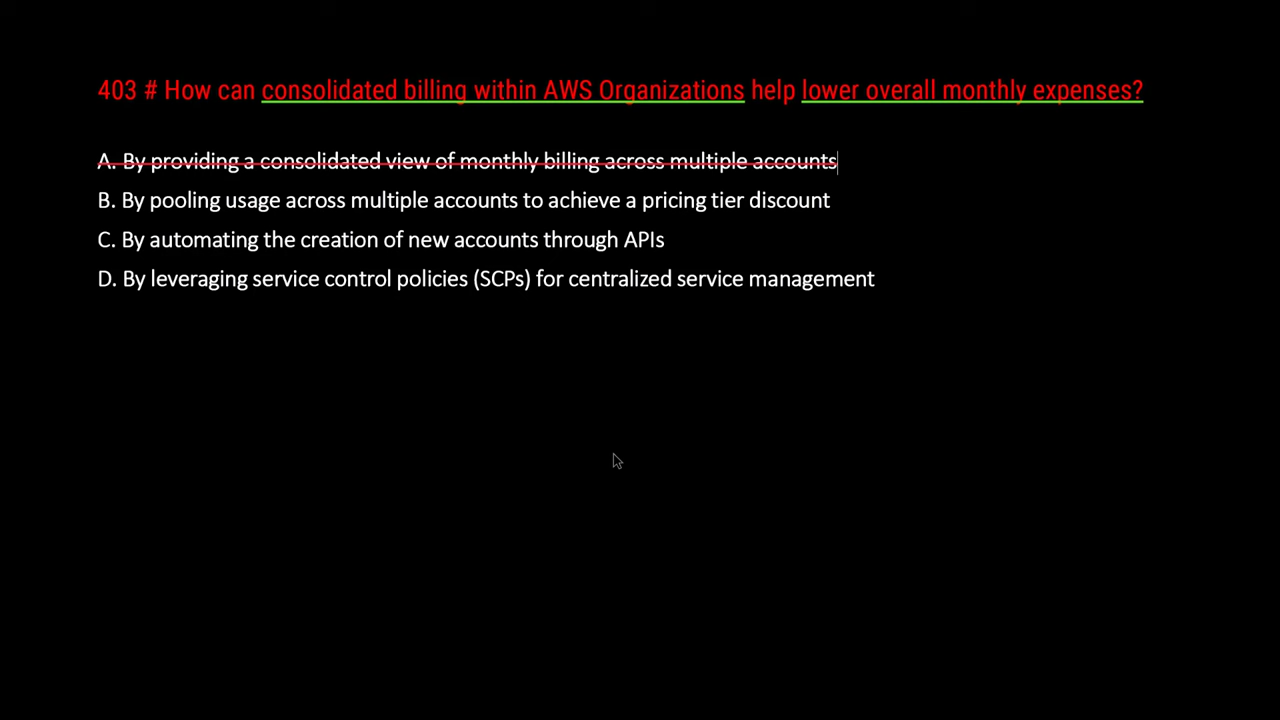 403 # How can consolidated billing within AWS Organizations help lower overall monthly expenses?
A. By providing a consolidated view of monthly billing across multiple accounts
B. By pooling usage across multiple accounts to achieve a pricing tier discount
C. By automating the creation of new accounts through APIs
D. By leveraging service control policies (SCPs) for centralized service management